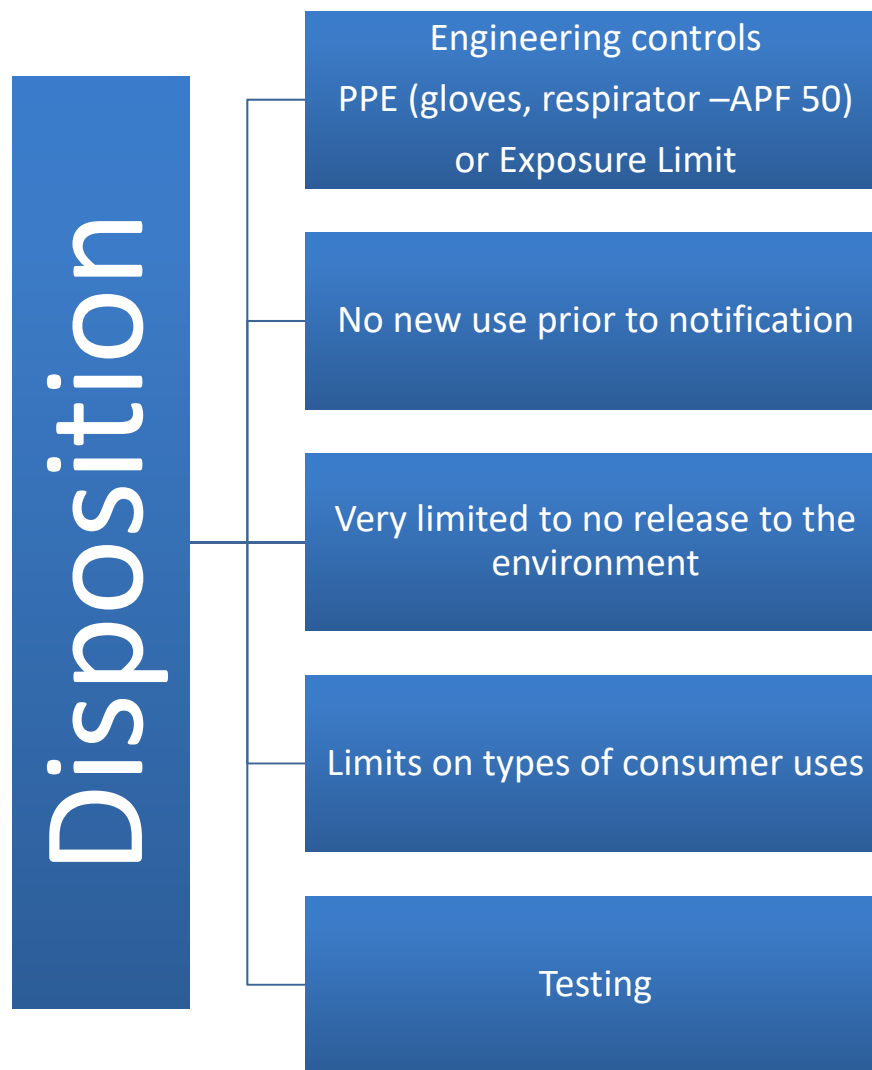 Disposition
Engineering controls
PPE (gloves, respirator –APF 50)
or Exposure Limit
No new use prior to notification
Very limited to no release to the
environment
Limits on types of consumer uses
Testing